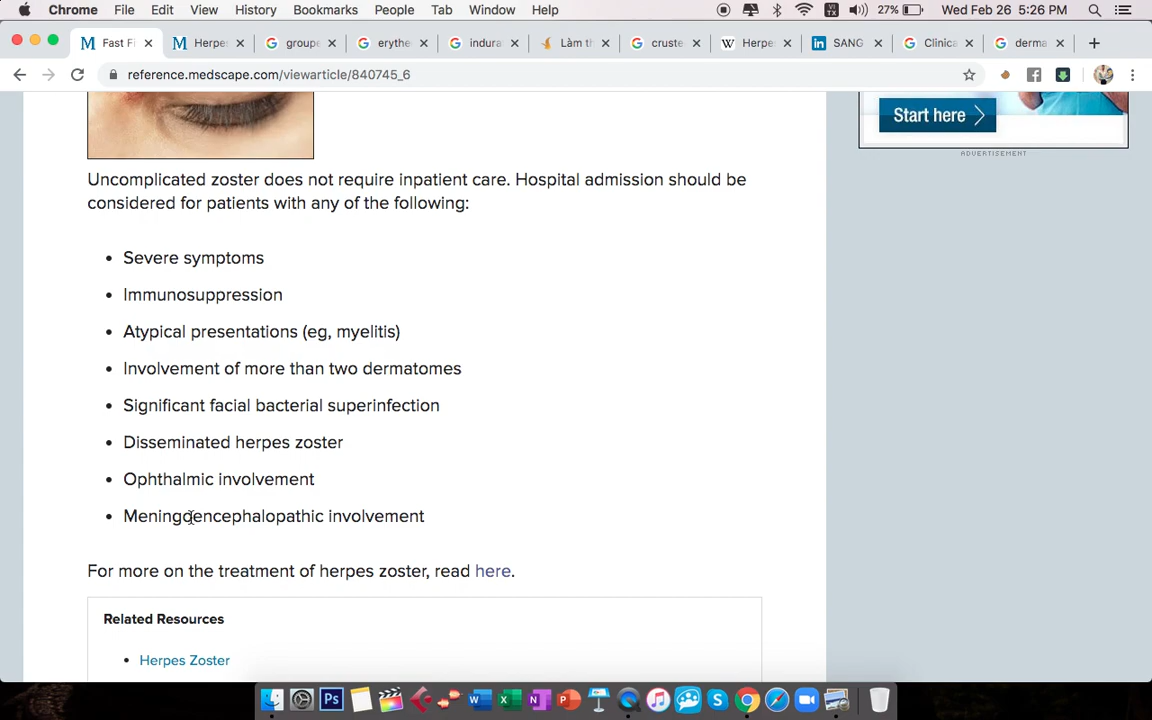 Chrome File Edit View History Bookmarks People Tab Window Help 27% Wed Feb 26 5:26 PM
Fast Fi Herpe groupe erythe indura Làm th cruste Herpe SANG Clinica derma
reference.medscape.com/viewarticle/840745_6
Start here
ADVERTISEMENT
Uncomplicated zoster does not require inpatient care. Hospital admission should be
considered for patients with any of the following:
• Severe symptoms
• Immunosuppression
• Atypical presentations (eg, myelitis)
• Involvement of more than two dermatomes
• Significant facial bacterial superinfection
• Disseminated herpes zoster
• Ophthalmic involvement
• Meningoencephalopathic involvement
For more on the treatment of herpes zoster, read here.
Related Resources
• Herpes Zoster